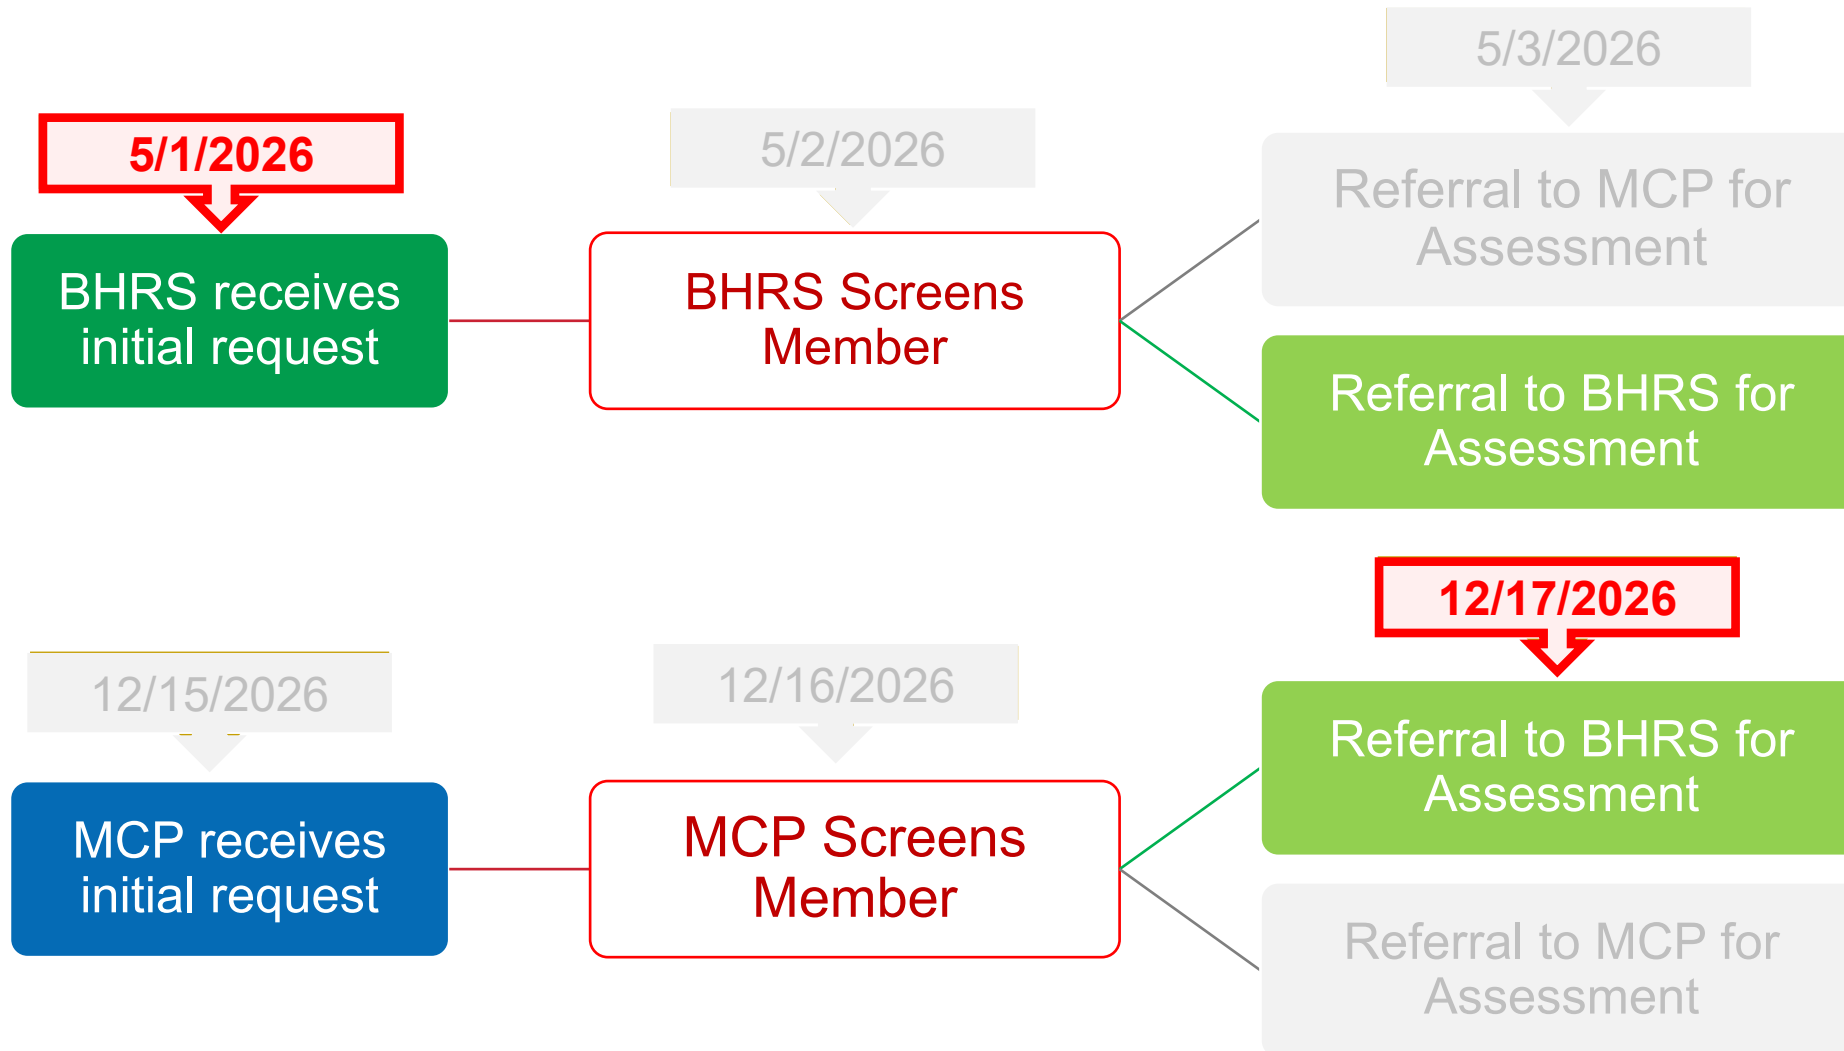 5/3/2026
5/1/2026
5/2/2026
Referral to MCP for
Assessment
BHRS receives
initial request
BHRS Screens
Member
Referral to BHRS for
Assessment
12/17/2026
12/15/2026
12/16/2026
Referral to BHRS for
Assessment
MCP receives
initial request
MCP Screens
Member
Referral to MCP for
Assessment